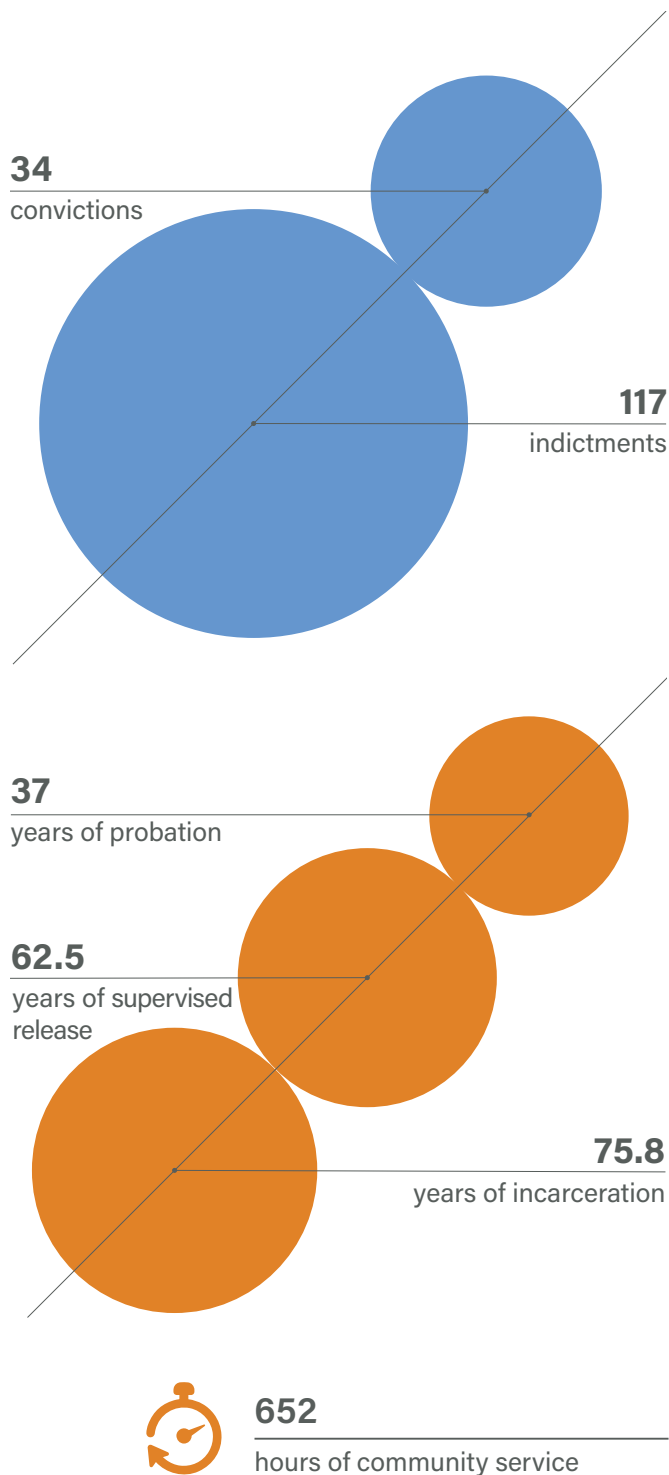 34
convictions
117
indictments
37
years of probation
62.5
years of supervised
release
75.8
years of incarceration
652
hours of community service